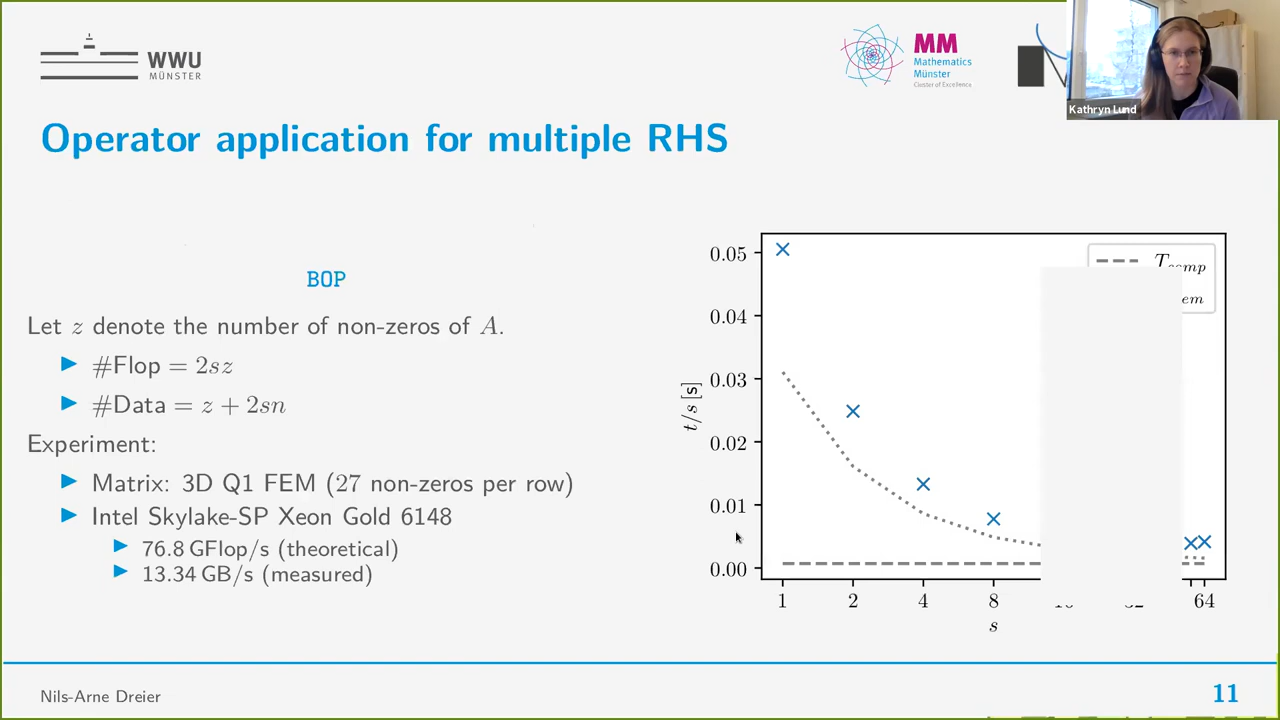 WWU
MÜNSTER
MM
Mathematics
Münster
Cluster of Excellence
Kathryn Lund
Operator application for multiple RHS
BOP
Let z denote the number of non-zeros of A.
#Flop = 2sz
#Data = z + 2sn
Experiment:
Matrix: 3D Q1 FEM (27 non-zeros per row)
Intel Skylake-SP Xeon Gold 6148
76.8 GFlop/s (theoretical)
13.34 GB/s (measured)
t/s [s]
0.05
0.04
0.03
0.02
0.01
0.00
T_comp
em
1 2 4 8 64
s
Nils-Arne Dreier
11